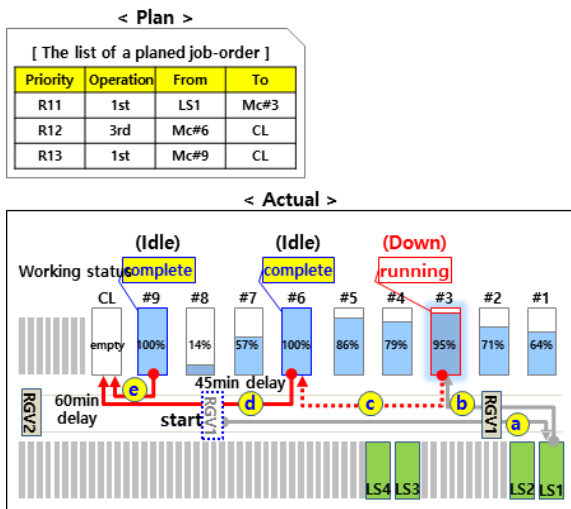 < Plan >
[ The list of a planed job-order ]
Priority Operation From To
R11 1st LS1 Mc#3
R12 3rd Mc#6 CL
R13 1st Mc#9 CL
< Actual >
(Idle) (Idle) (Down)
Working status complete complete running
CL #9 #8 #7 #6 #5 #4 #3 #2 #1
empty 100% 14% 57% 100% 86% 79% 95% 71% 64%
e 45min delay d c b
60min delay
start
a
RGV2 RGV1 RGV1
LS4 LS3 LS2 LS1